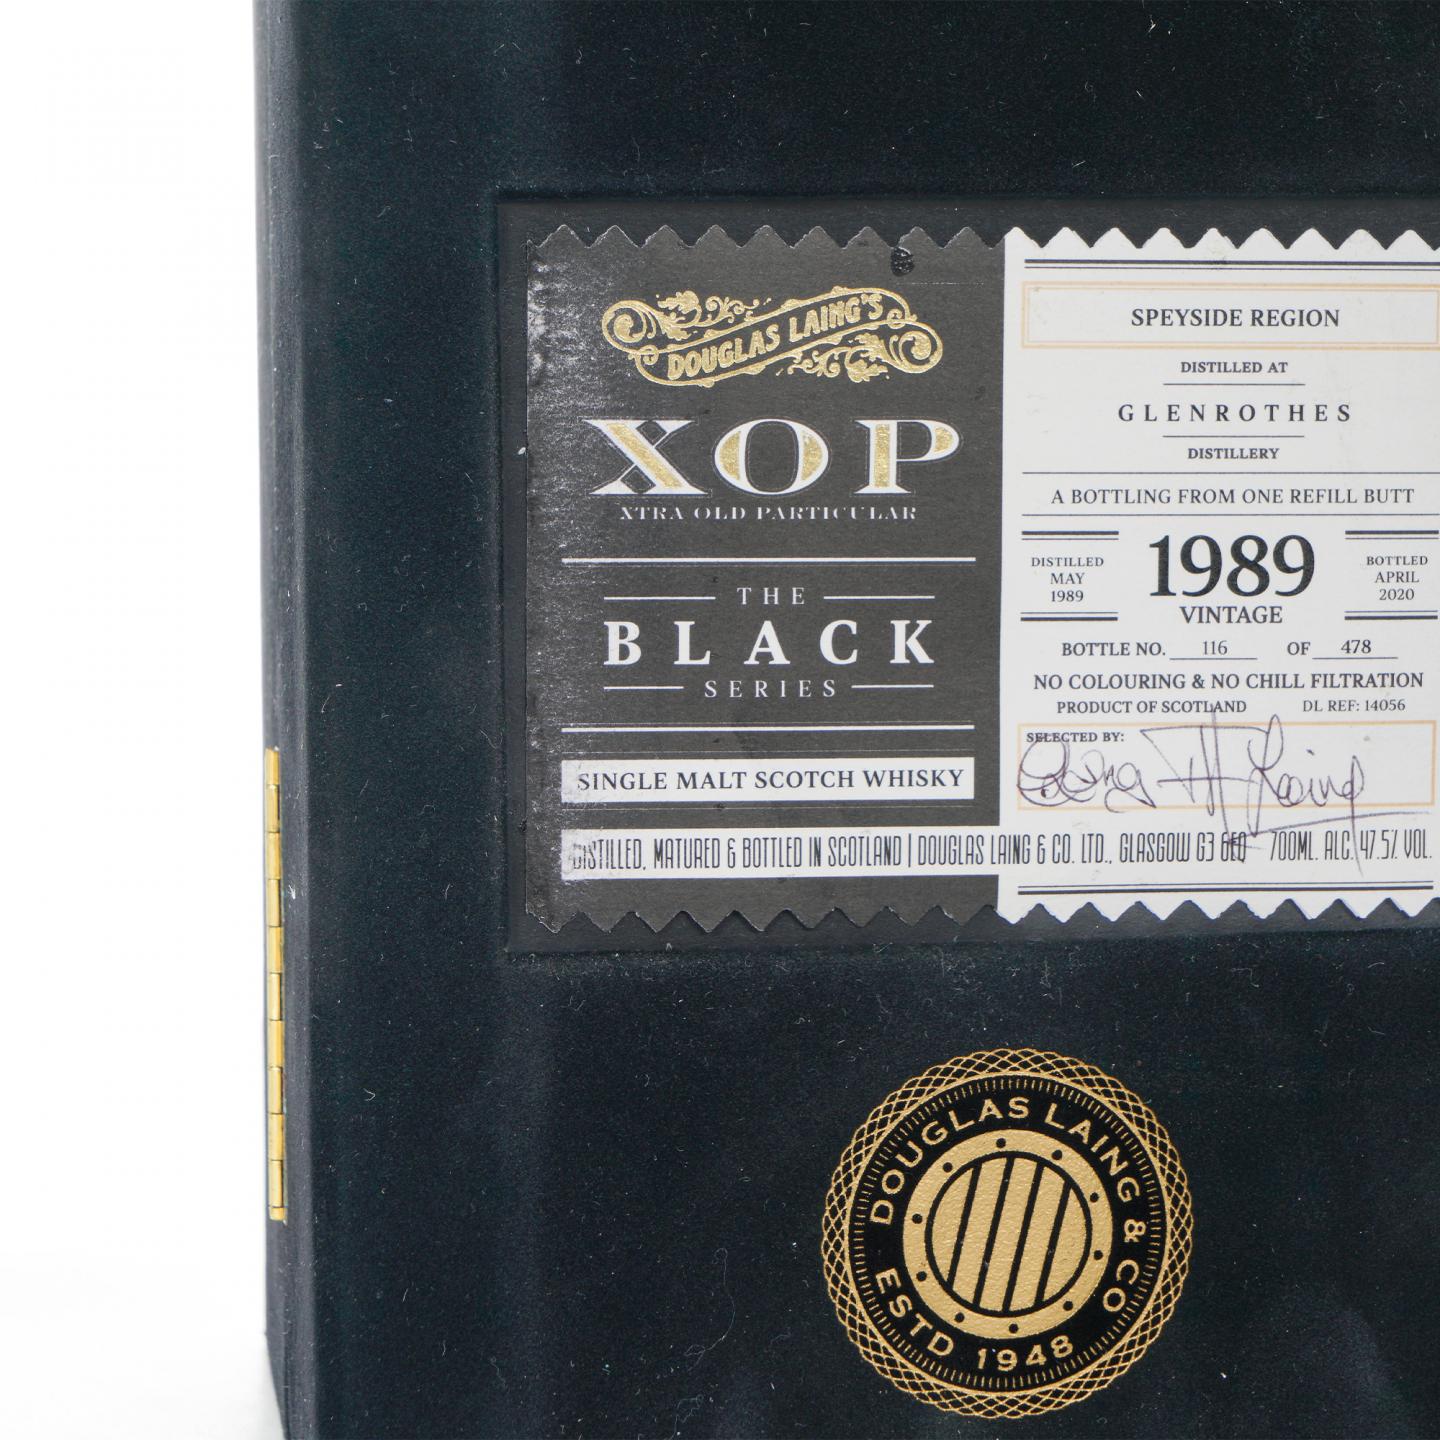 DOUGLAS LAING'S
XOP
XTRA OLD PARTICULAR
THE
BLACK
SERIES
SINGLE MALT SCOTCH WHISKY
SPEYSIDE REGION
DISTILLED AT
GLENROTHES
DISTILLERY
A BOTTLING FROM ONE REFILL BUTT
DISTILLED
MAY
1989
1989
VINTAGE
BOTTLED
APRIL
2020
BOTTLE NO. 116 OF 478
NO COLOURING & NO CHILL FILTRATION
PRODUCT OF SCOTLAND DL REF: 14056
SELECTED BY:
DISTILLED, MATURED & BOTTLED IN SCOTLAND | DOUGLAS LAING & CO. LTD., GLASGOW G3 6EQ 700ML. ALC. 47.5% VOL.
DOUGLAS LAING & CO
ESTD 1948